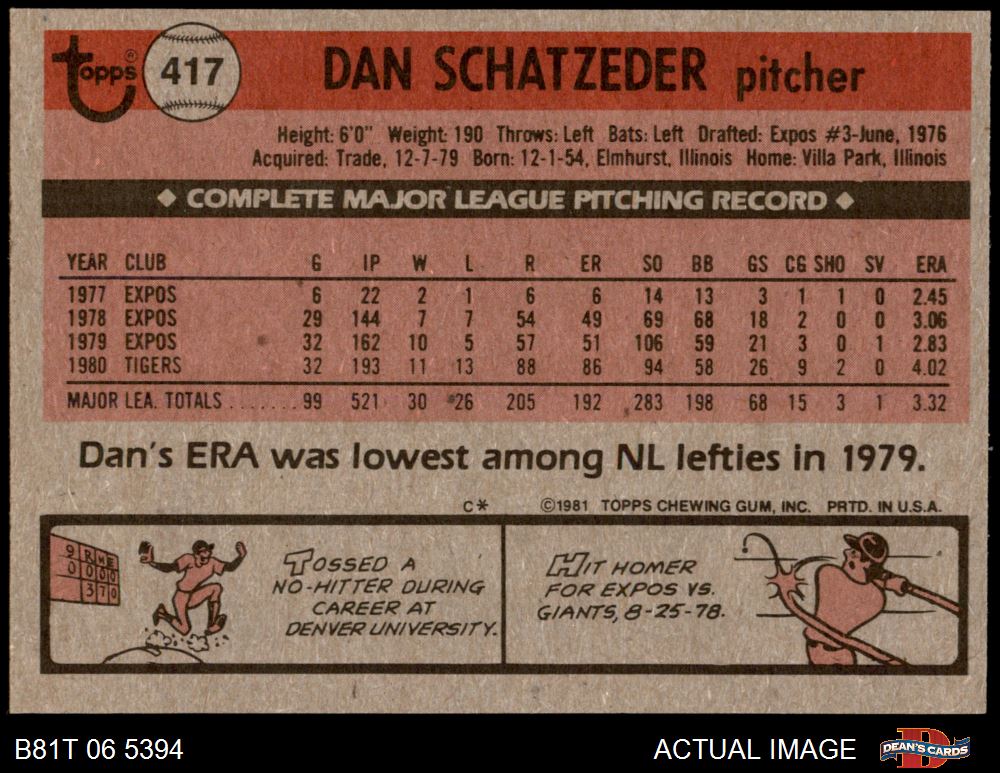 Topps® 417 DAN SCHATZEDER pitcher
Height: 6'0" Weight: 190 Throws: Left Bats: Left Drafted: Expos #3-June, 1976
Acquired: Trade, 12-7-79 Born: 12-1-54, Elmhurst, Illinois Home: Villa Park, Illinois
◆ COMPLETE MAJOR LEAGUE PITCHING RECORD ◆
YEAR CLUB G IP W L R ER SO BB GS CG SHO SV ERA
1977 EXPOS 6 22 2 1 6 6 14 13 3 1 1 0 2.45
1978 EXPOS 29 144 7 7 54 49 69 68 18 2 0 0 3.06
1979 EXPOS 32 162 10 5 57 51 106 59 21 3 0 1 2.83
1980 TIGERS 32 193 11 13 88 86 94 58 26 9 2 0 4.02
MAJOR LEA. TOTALS ....... 99 521 30 26 205 192 283 198 68 15 3 1 3.32
Dan's ERA was lowest among NL lefties in 1979.
C* ©1981 TOPPS CHEWING GUM, INC. PRTD. IN U.S.A.
9 R H E
0 0 0 0
3 7 0
TOSSED A
NO-HITTER DURING
CAREER AT
DENVER UNIVERSITY.
HIT HOMER
FOR EXPOS VS.
GIANTS, 8-25-78.
B81T 06 5394 ACTUAL IMAGE DEAN'S CARDS